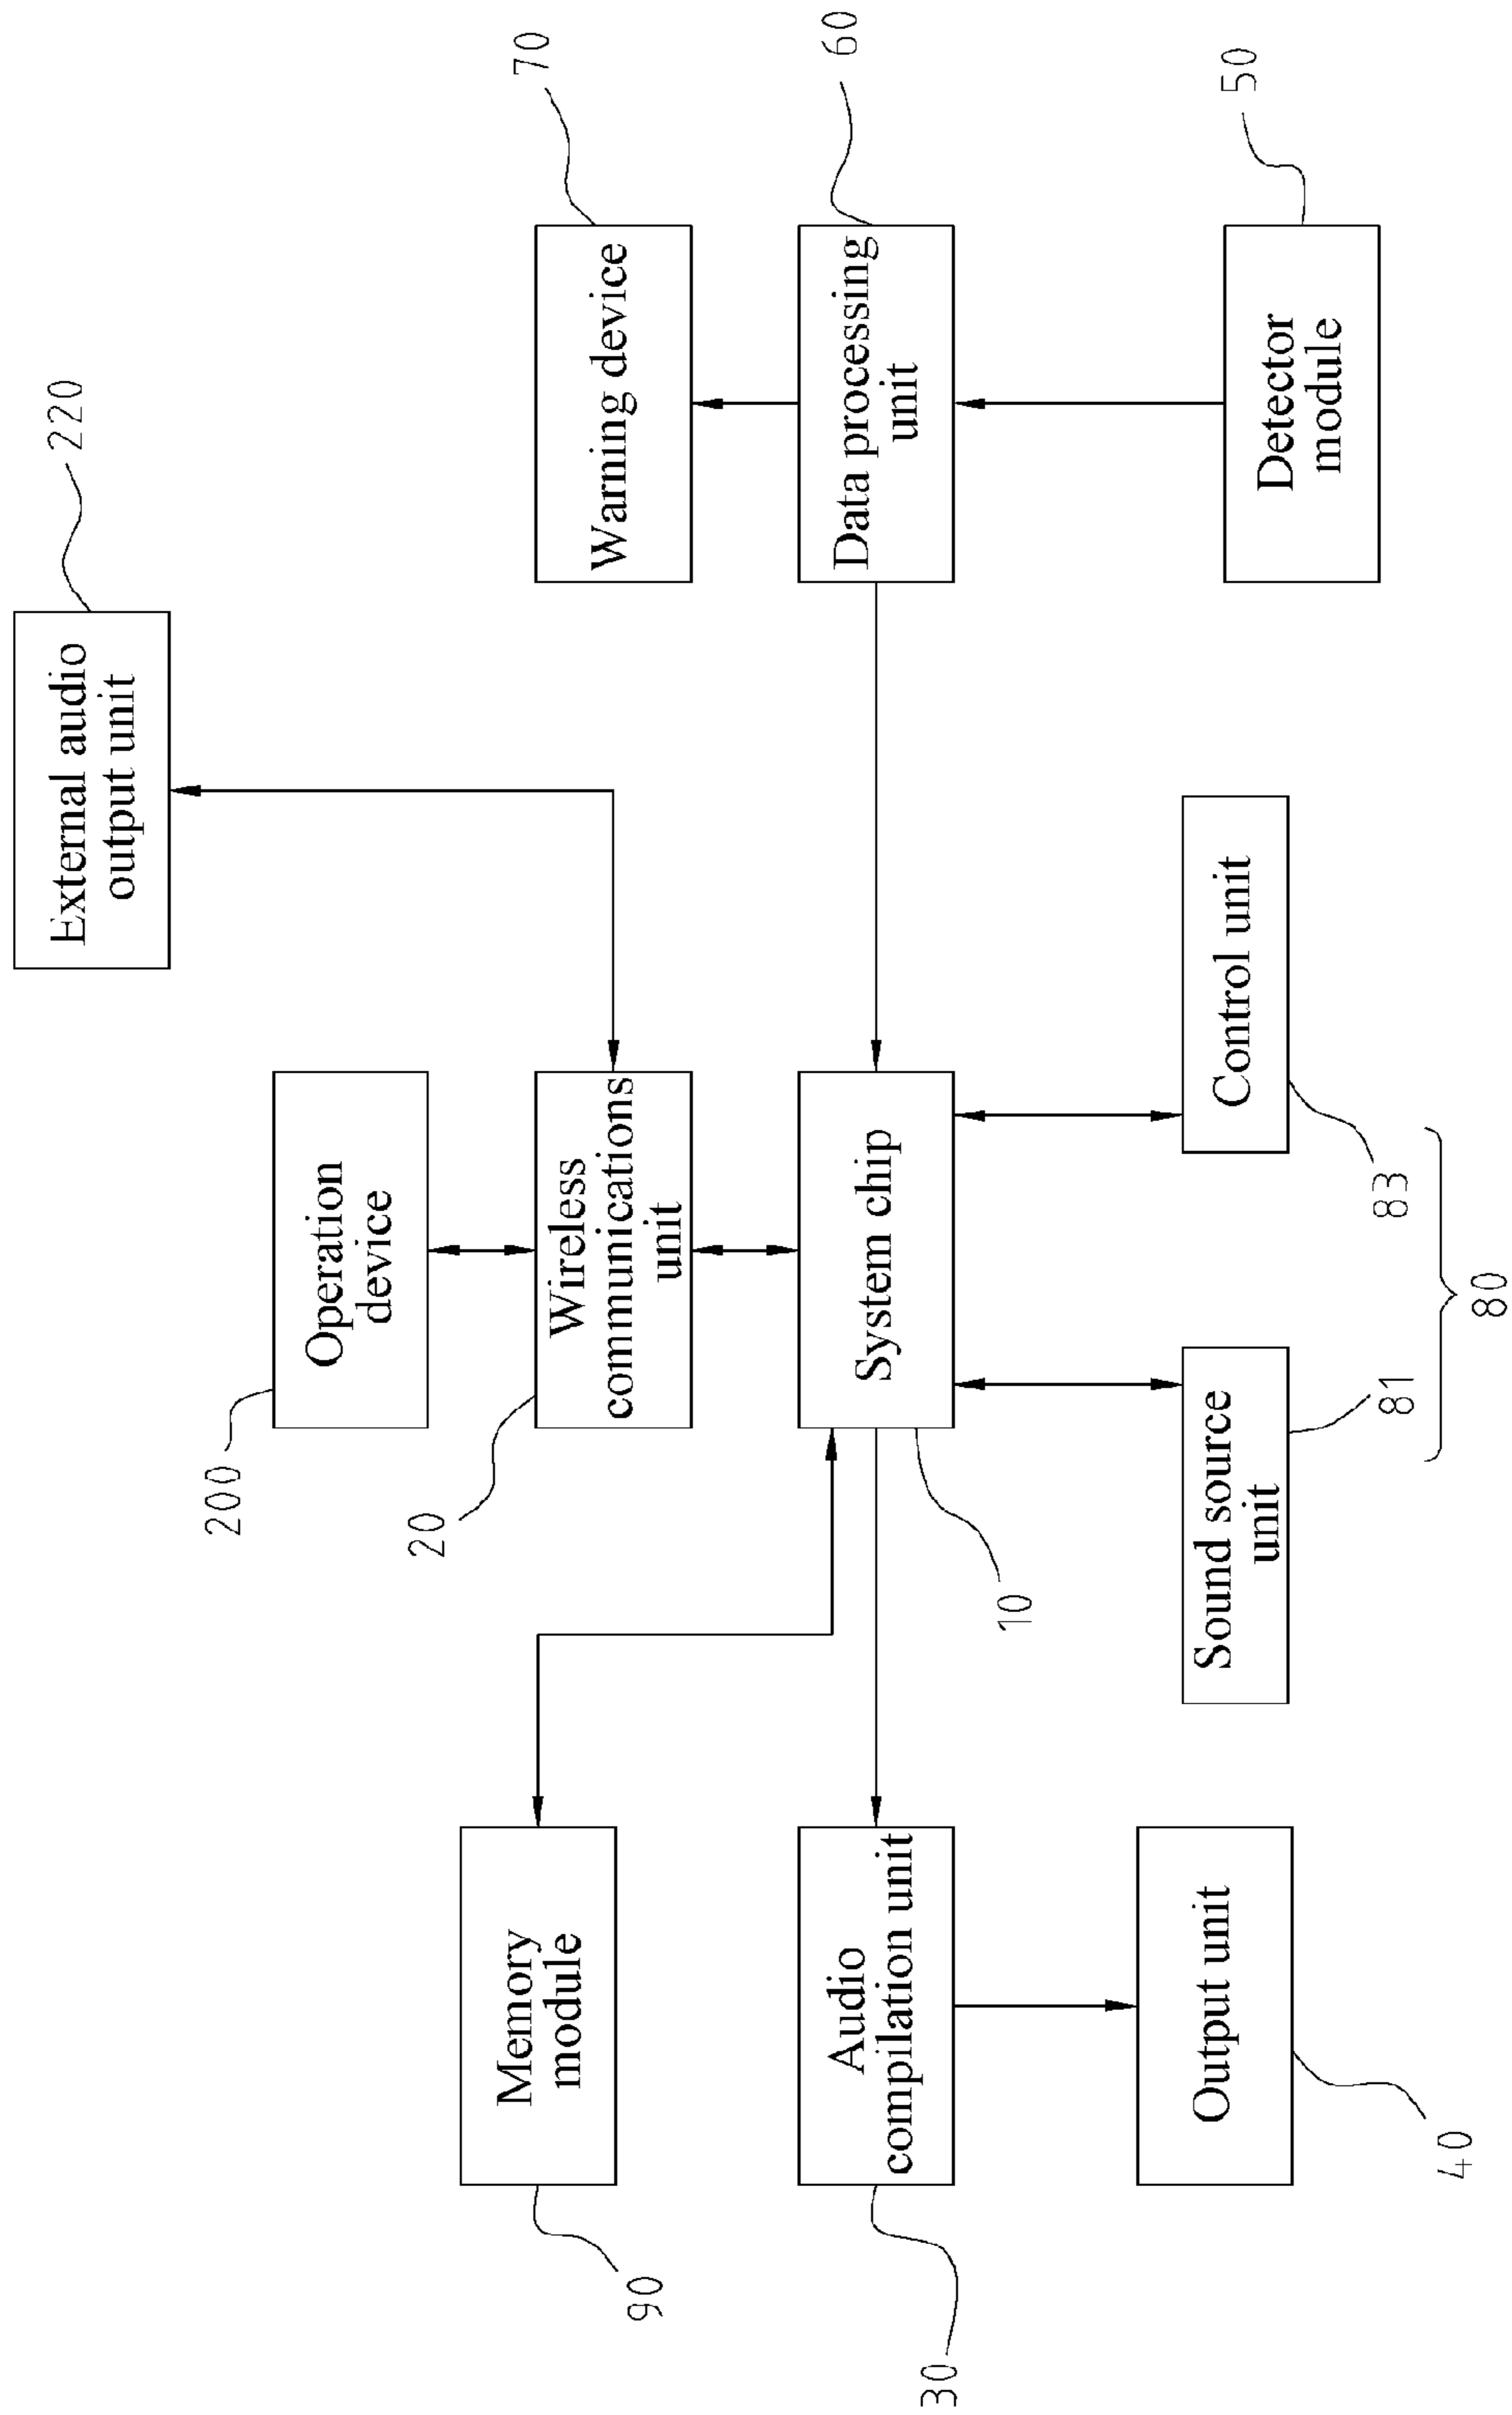 External audio
output unit
220
200
Operation
device
20
Wireless
communications
unit
Warning device
70
Memory
module
90
Audio
compilation unit
30
System chip
10
Data processing
unit
60
Output unit
40
Sound source
unit
81
Control unit
83
80
Detector
module
50